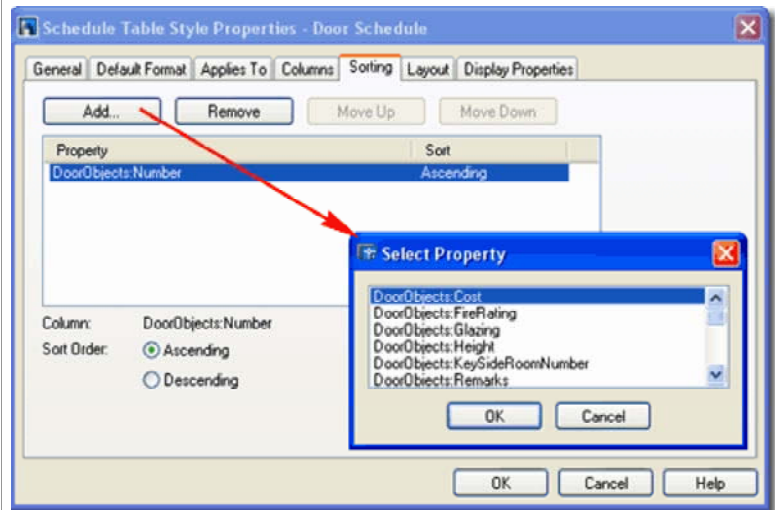 Schedule Table Style Properties - Door Schedule
General Default Format Applies To Columns Sorting Layout Display Properties
Add... Remove Move Up Move Down
Property Sort
DoorObjects:Number Ascending
Select Property
DoorObjects:Cost
DoorObjects:FireRating
DoorObjects:Glazing
DoorObjects:Height
DoorObjects:KeySideRoomNumber
DoorObjects:Remarks
OK Cancel
Column: DoorObjects:Number
Sort Order: Ascending
Descending
OK Cancel Help